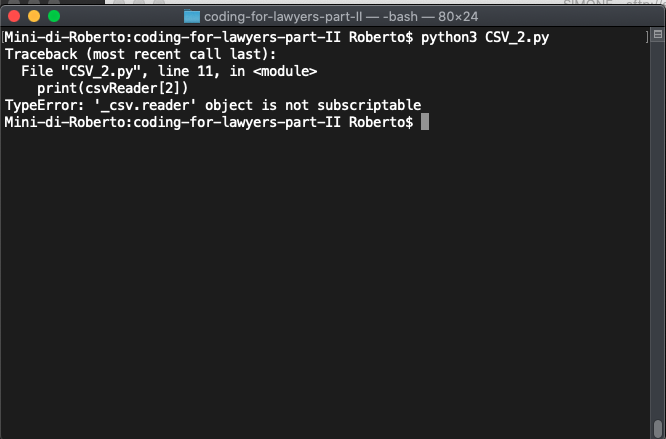 coding-for-lawyers-part-II — -bash — 80×24
[Mini-di-Roberto:coding-for-lawyers-part-II Roberto$ python3 CSV_2.py ]
Traceback (most recent call last):
  File "CSV_2.py", line 11, in <module>
    print(csvReader[2])
TypeError: '_csv.reader' object is not subscriptable
Mini-di-Roberto:coding-for-lawyers-part-II Roberto$